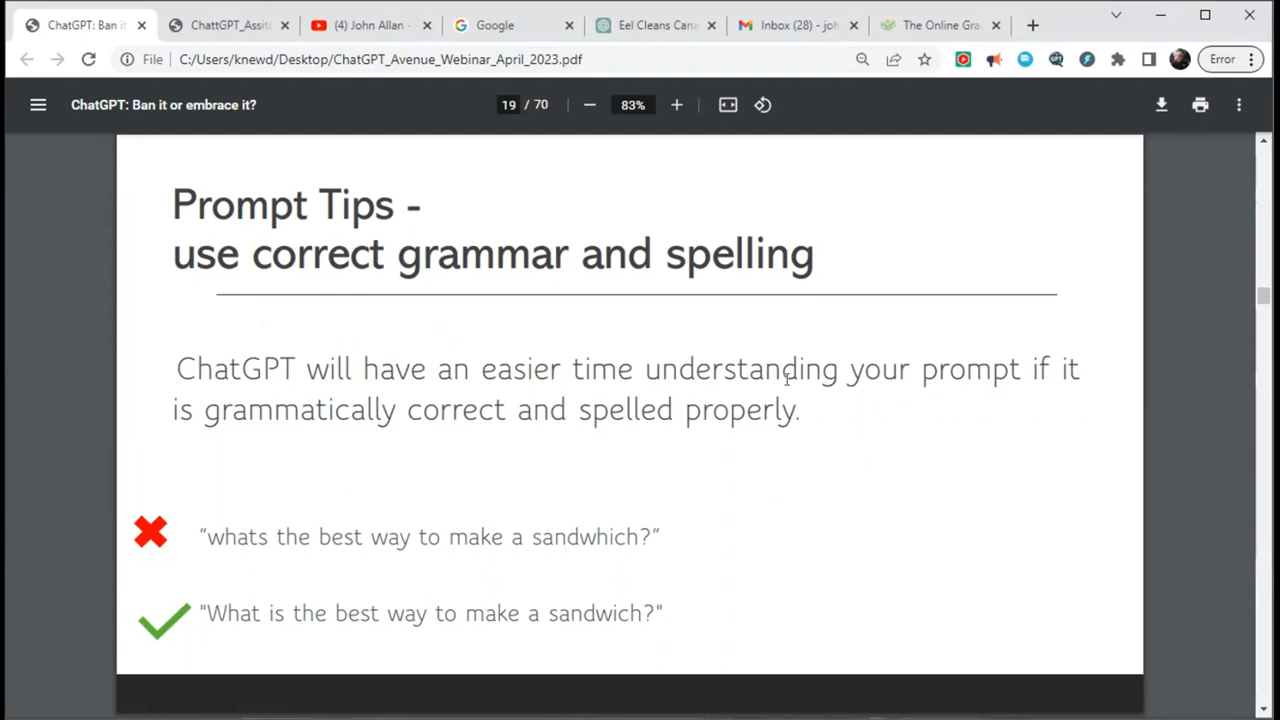 ChatGPT: Ban it
ChattGPT_Assita
(4) John Allan -
Google
Eel Cleans Cana
Inbox (28) - joh
The Online Gra
File
C:/Users/knewd/Desktop/ChatGPT_Avenue_Webinar_April_2023.pdf
Error
ChatGPT: Ban it or embrace it?
19 / 70
83%
Prompt Tips -
use correct grammar and spelling
ChatGPT will have an easier time understanding your prompt if it
is grammatically correct and spelled properly.
“whats the best way to make a sandwhich?”
"What is the best way to make a sandwich?"